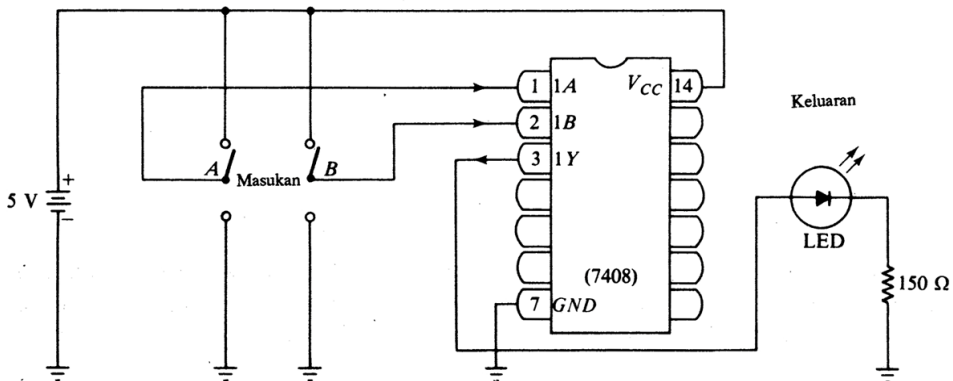 1 1A VCC 14
Keluaran
2 1B
3 1Y
A Masukan B
+
5 V
−
LED
(7408)
150 Ω
7 GND